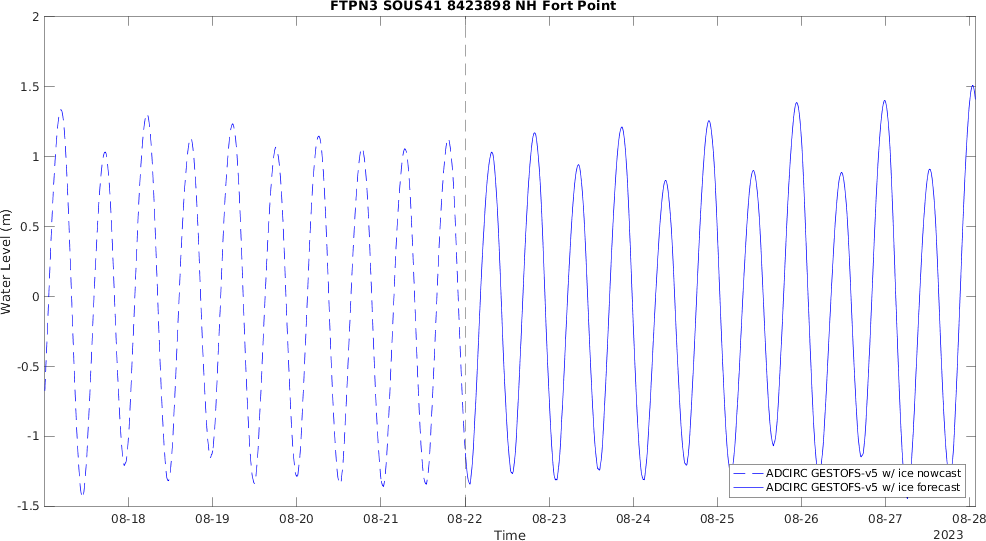 FTPN3 SOUS41 8423898 NH Fort Point
2
1.5
1
0.5
0
-0.5
-1
-1.5
Water Level (m)
ADCIRC GESTOFS-v5 w/ ice nowcast
ADCIRC GESTOFS-v5 w/ ice forecast
08-18 08-19 08-20 08-21 08-22 08-23 08-24 08-25 08-26 08-27 08-28
Time
2023